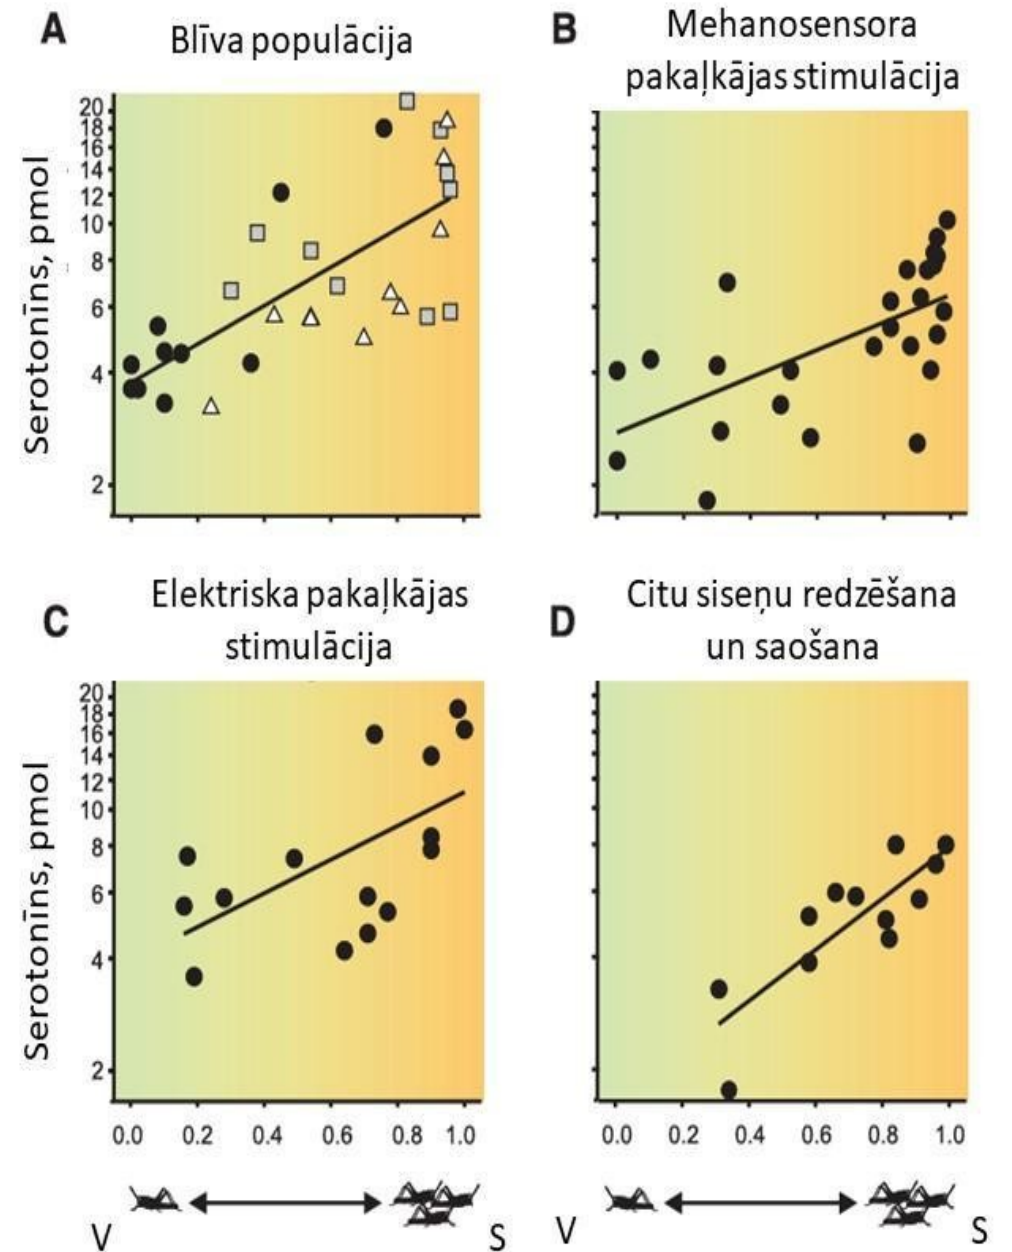 A
Blīva populācija
B
Mehanosensora
pakaļkājas stimulācija
Serotonīns, pmol
20
18
16
14
12
10
8
6
4
2
C
Elektriska pakaļkājas
stimulācija
D
Citu siseņu redzēšana
un saošana
Serotonīns, pmol
20
18
16
14
12
10
8
6
4
2
0.0 0.2 0.4 0.6 0.8 1.0
0.0 0.2 0.4 0.6 0.8 1.0
V S
V S